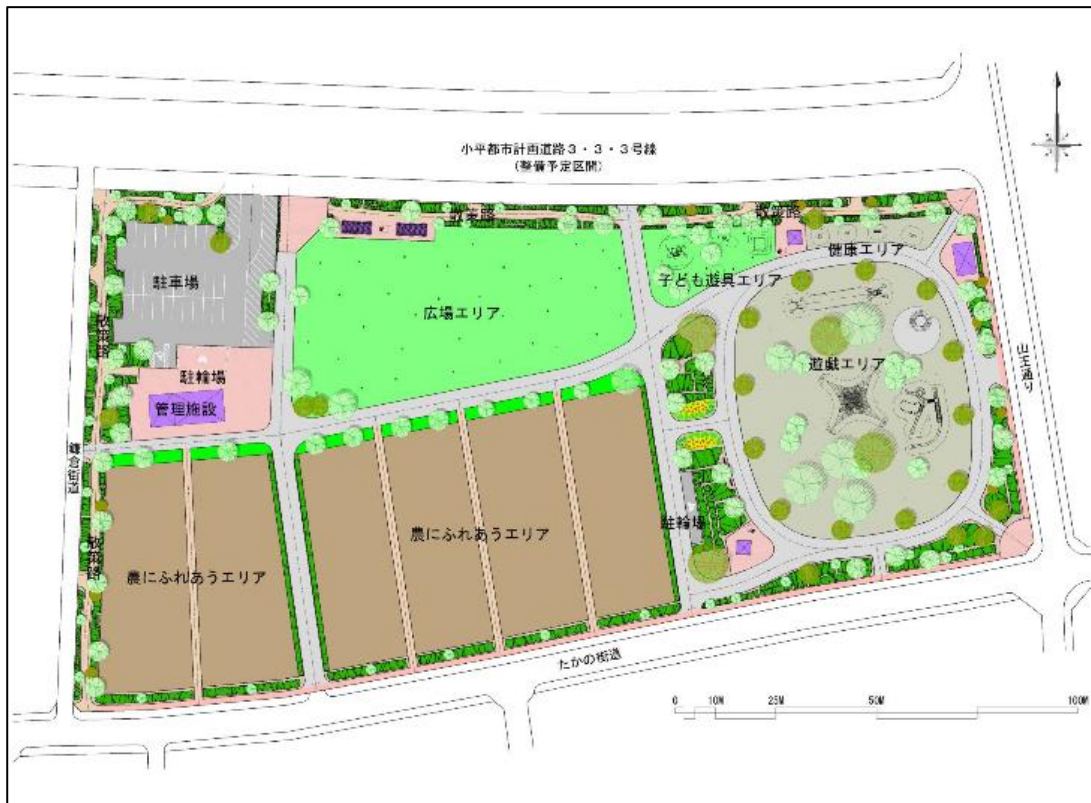 小平都市計画道路3・3・3号線
(整備予定区間)
散策路
散策路
健康エリア
子ども遊具エリア
駐車場
広場エリア
散策路
遊戯エリア
山王通り
駐輪場
管理施設
鎌倉街道
駐輪場
農にふれあうエリア
散策路
農にふれあうエリア
たかの街道
0 10M 25M 50M 100M